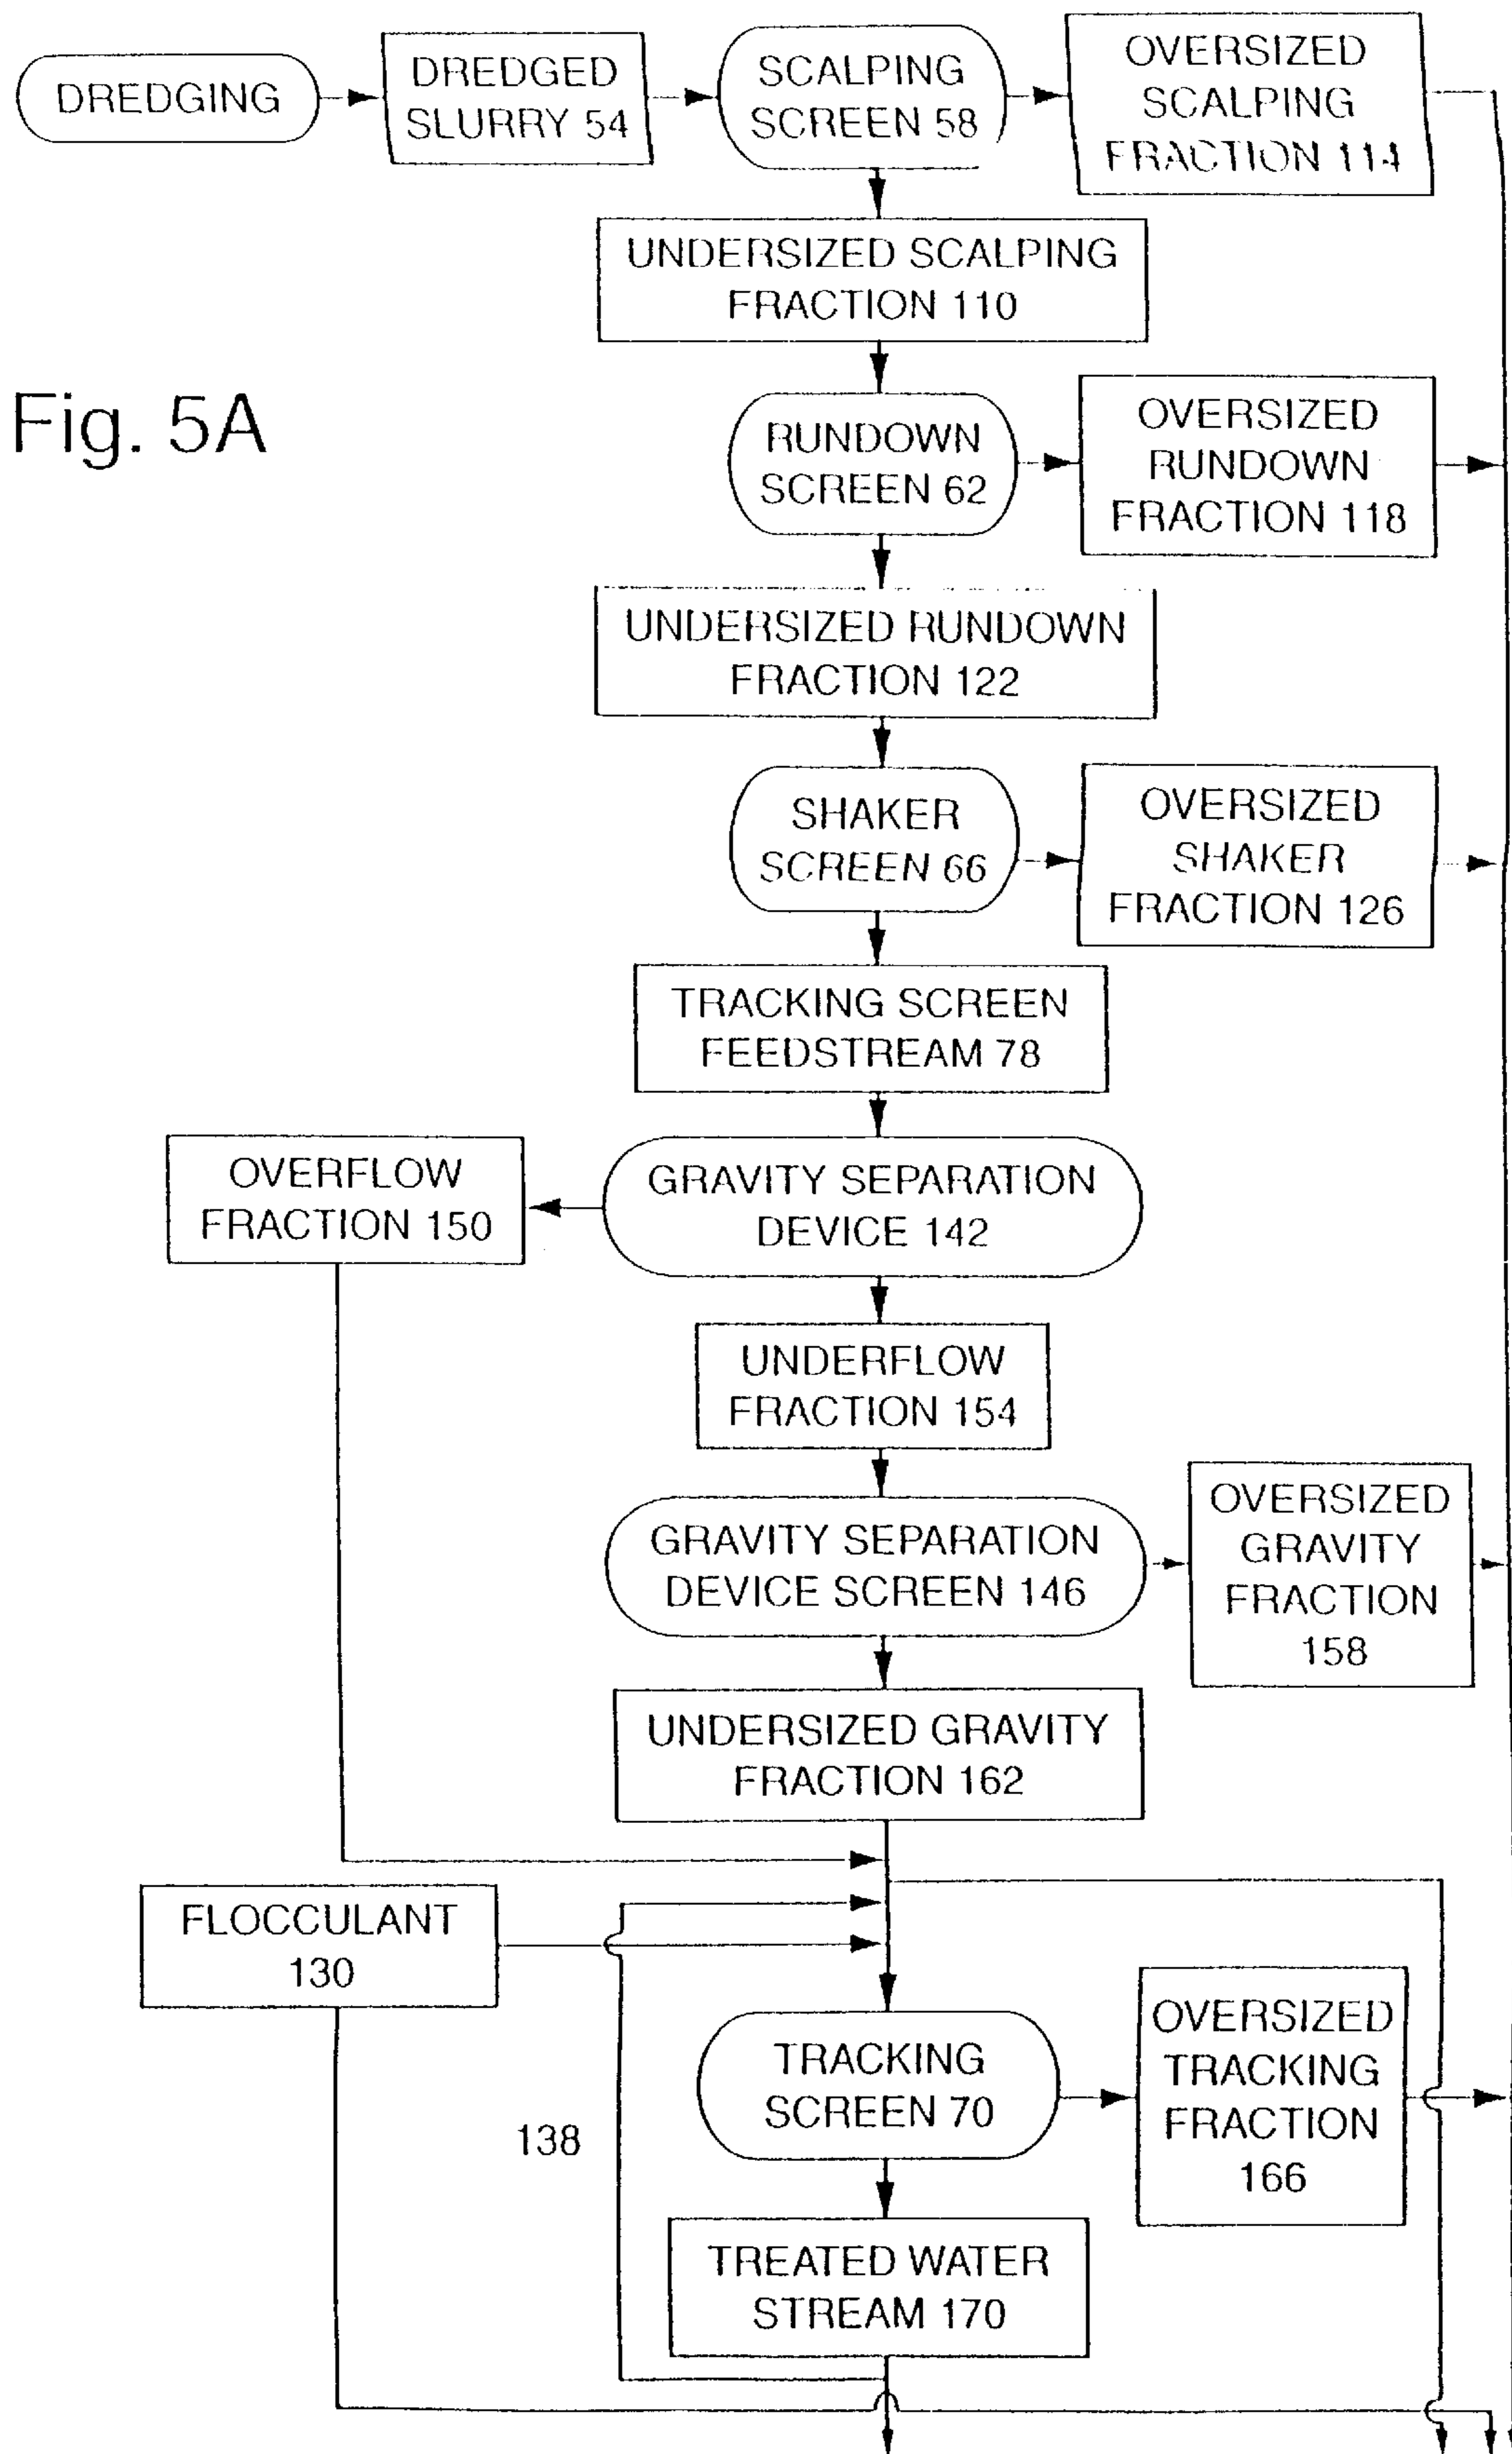 DREDGING
DREDGED
SLURRY 54
SCALPING
SCREEN 58
OVERSIZED
SCALPING
FRACTION 114
UNDERSIZED SCALPING
FRACTION 110
Fig. 5A
RUNDOWN
SCREEN 62
OVERSIZED
RUNDOWN
FRACTION 118
UNDERSIZED RUNDOWN
FRACTION 122
SHAKER
SCREEN 66
OVERSIZED
SHAKER
FRACTION 126
TRACKING SCREEN
FEEDSTREAM 78
OVERFLOW
FRACTION 150
GRAVITY SEPARATION
DEVICE 142
UNDERFLOW
FRACTION 154
GRAVITY SEPARATION
DEVICE SCREEN 146
OVERSIZED
GRAVITY
FRACTION
158
UNDERSIZED GRAVITY
FRACTION 162
FLOCCULANT
130
TRACKING
SCREEN 70
OVERSIZED
TRACKING
FRACTION
166
138
TREATED WATER
STREAM 170